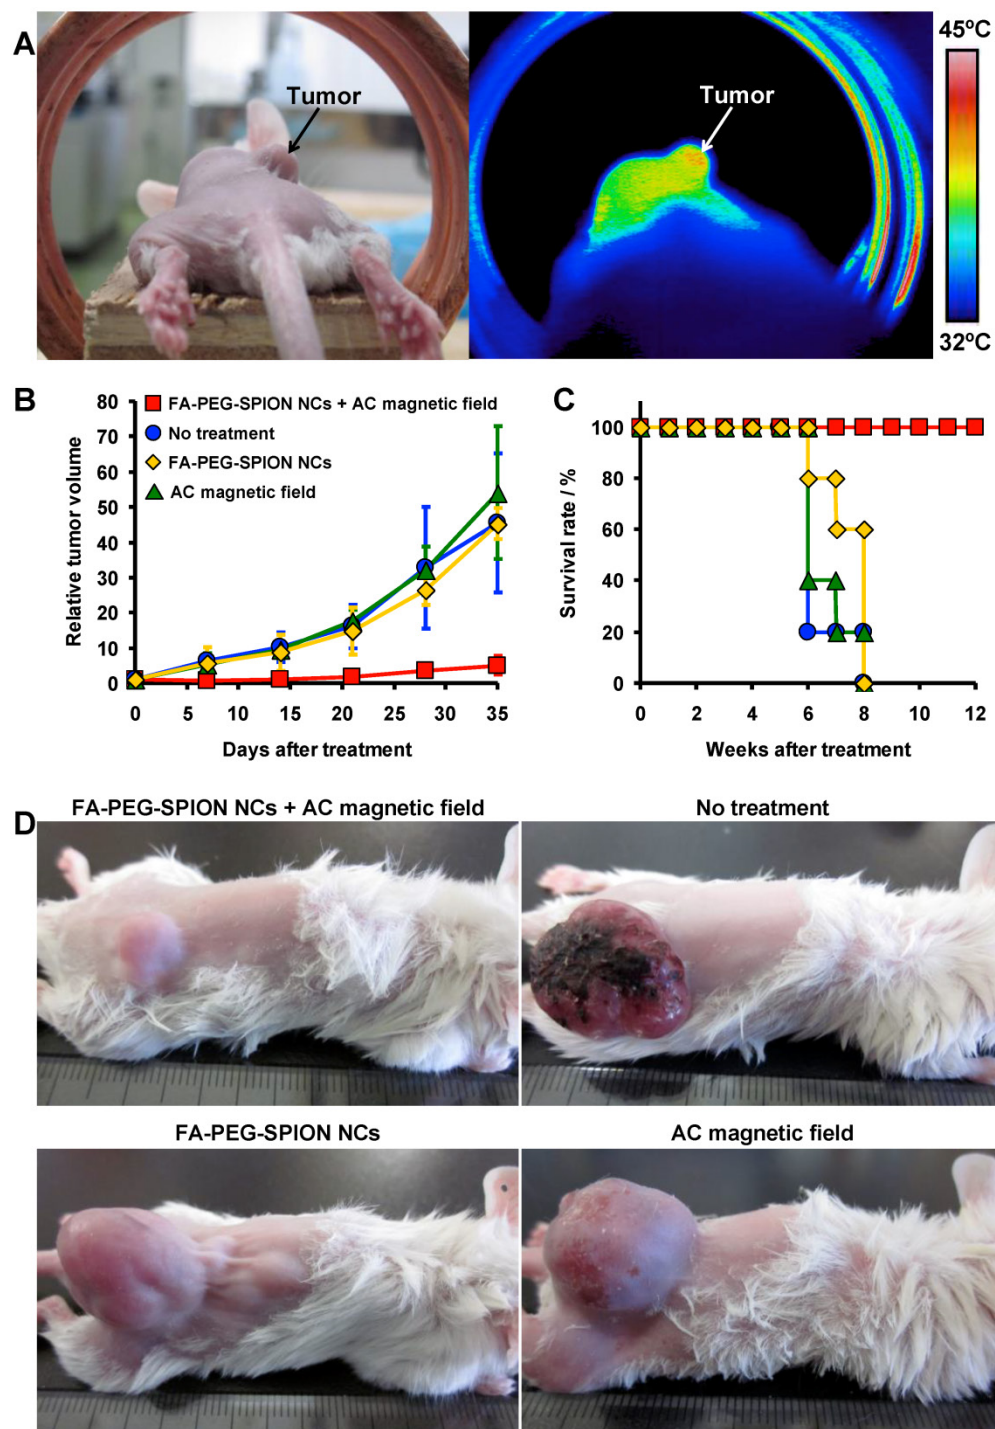 A
Tumor
Tumor
45ºC
32ºC
B
Relative tumor volume
80
70
60
50
40
30
20
10
0
0 5 10 15 20 25 30 35
Days after treatment
FA-PEG-SPION NCs + AC magnetic field
No treatment
FA-PEG-SPION NCs
AC magnetic field
C
Survival rate / %
100
80
60
40
20
0
0 2 4 6 8 10 12
Weeks after treatment
D
FA-PEG-SPION NCs + AC magnetic field
No treatment
FA-PEG-SPION NCs
AC magnetic field